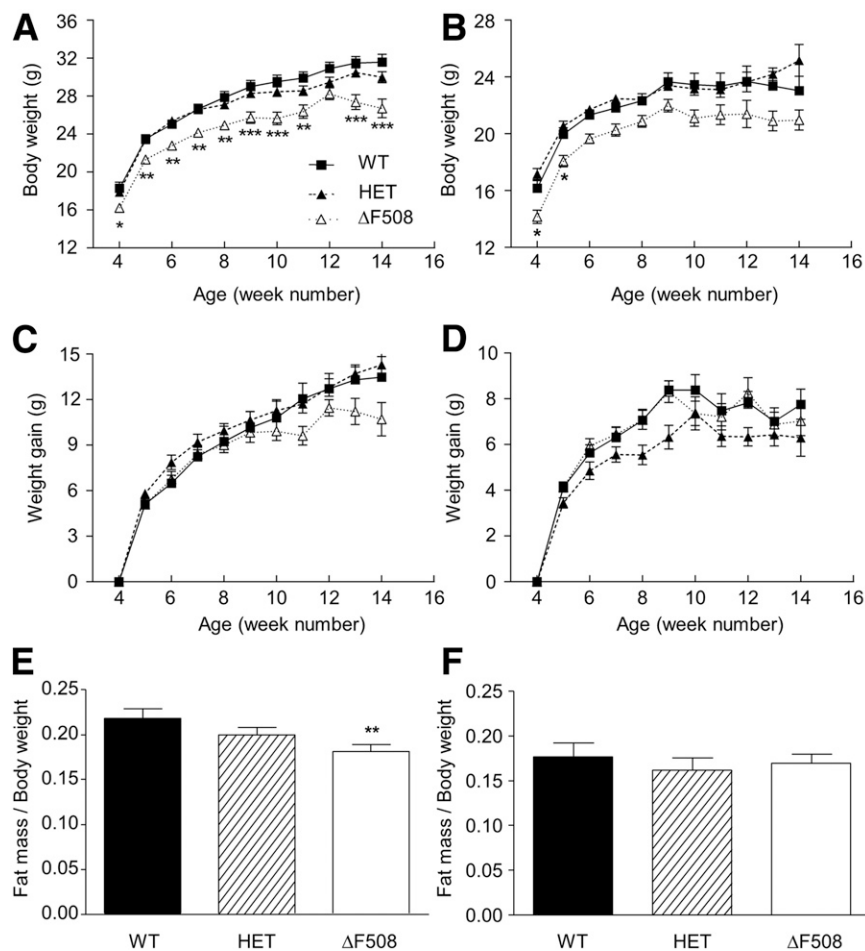 A
Body weight (g)
36
32
28
24
20
16
12
4 6 8 10 12 14 16
Age (week number)
* ** ** ** ** *** *** ** *** ***
WT
HET
ΔF508
B
Body weight (g)
28
24
20
16
12
4 6 8 10 12 14 16
Age (week number)
* *
C
Weight gain (g)
15
12
9
6
3
0
4 6 8 10 12 14 16
Age (week number)
D
Weight gain (g)
10
8
6
4
2
0
4 6 8 10 12 14 16
Age (week number)
E
Fat mass / Body weight
0.25
0.20
0.15
0.10
0.05
0.00
**
WT HET ΔF508
F
Fat mass / Body weight
0.25
0.20
0.15
0.10
0.05
0.00
WT HET ΔF508